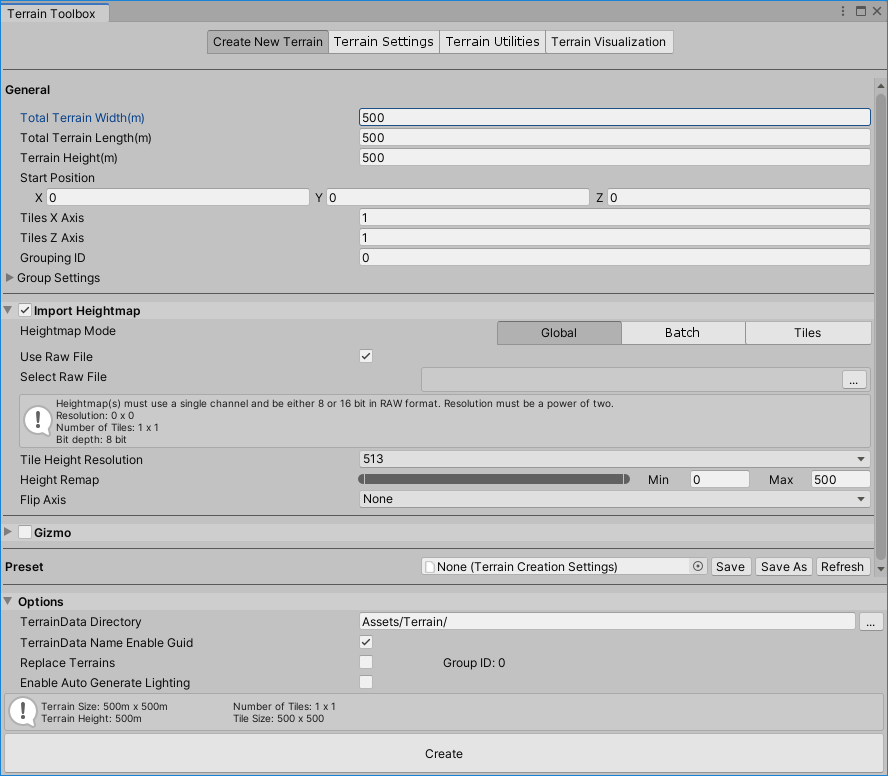 Terrain Toolbox
Create New Terrain Terrain Settings Terrain Utilities Terrain Visualization
General
Total Terrain Width(m) 500
Total Terrain Length(m) 500
Terrain Height(m) 500
Start Position
X 0 Y 0 Z 0
Tiles X Axis 1
Tiles Z Axis 1
Grouping ID 0
Group Settings
Import Heightmap
Heightmap Mode Global Batch Tiles
Use Raw File
Select Raw File ...
Heightmap(s) must use a single channel and be either 8 or 16 bit in RAW format. Resolution must be a power of two.
Resolution: 0 x 0
Number of Tiles: 1 x 1
Bit depth: 8 bit
Tile Height Resolution 513
Height Remap Min 0 Max 500
Flip Axis None
Gizmo
Preset None (Terrain Creation Settings) Save Save As Refresh
Options
TerrainData Directory Assets/Terrain/ ...
TerrainData Name Enable Guid
Replace Terrains Group ID: 0
Enable Auto Generate Lighting
Terrain Size: 500m x 500m Number of Tiles: 1 x 1
Terrain Height: 500m Tile Size: 500 x 500
Create